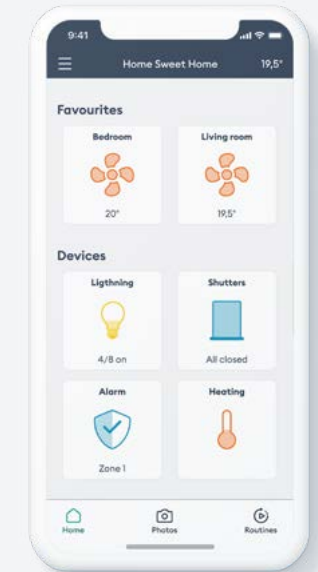 9:41
Home Sweet Home 19,5°
Favourites
Bedroom Living room
20° 19,5°
Devices
Ligthning Shutters
4/8 on All closed
Alarm Heating
Zone 1
Home Photos Routines